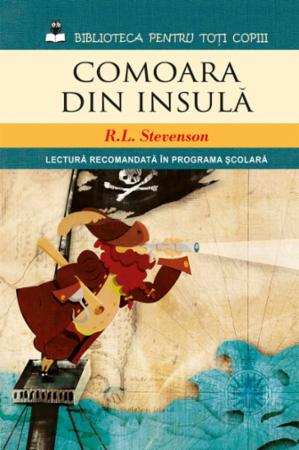 BIBLIOTECA PENTRU TOȚI COPIII
COMOARA
DIN INSULĂ
R.L. Stevenson
LECTURĂ RECOMANDATĂ ÎN PROGRAMA ȘCOLARĂ